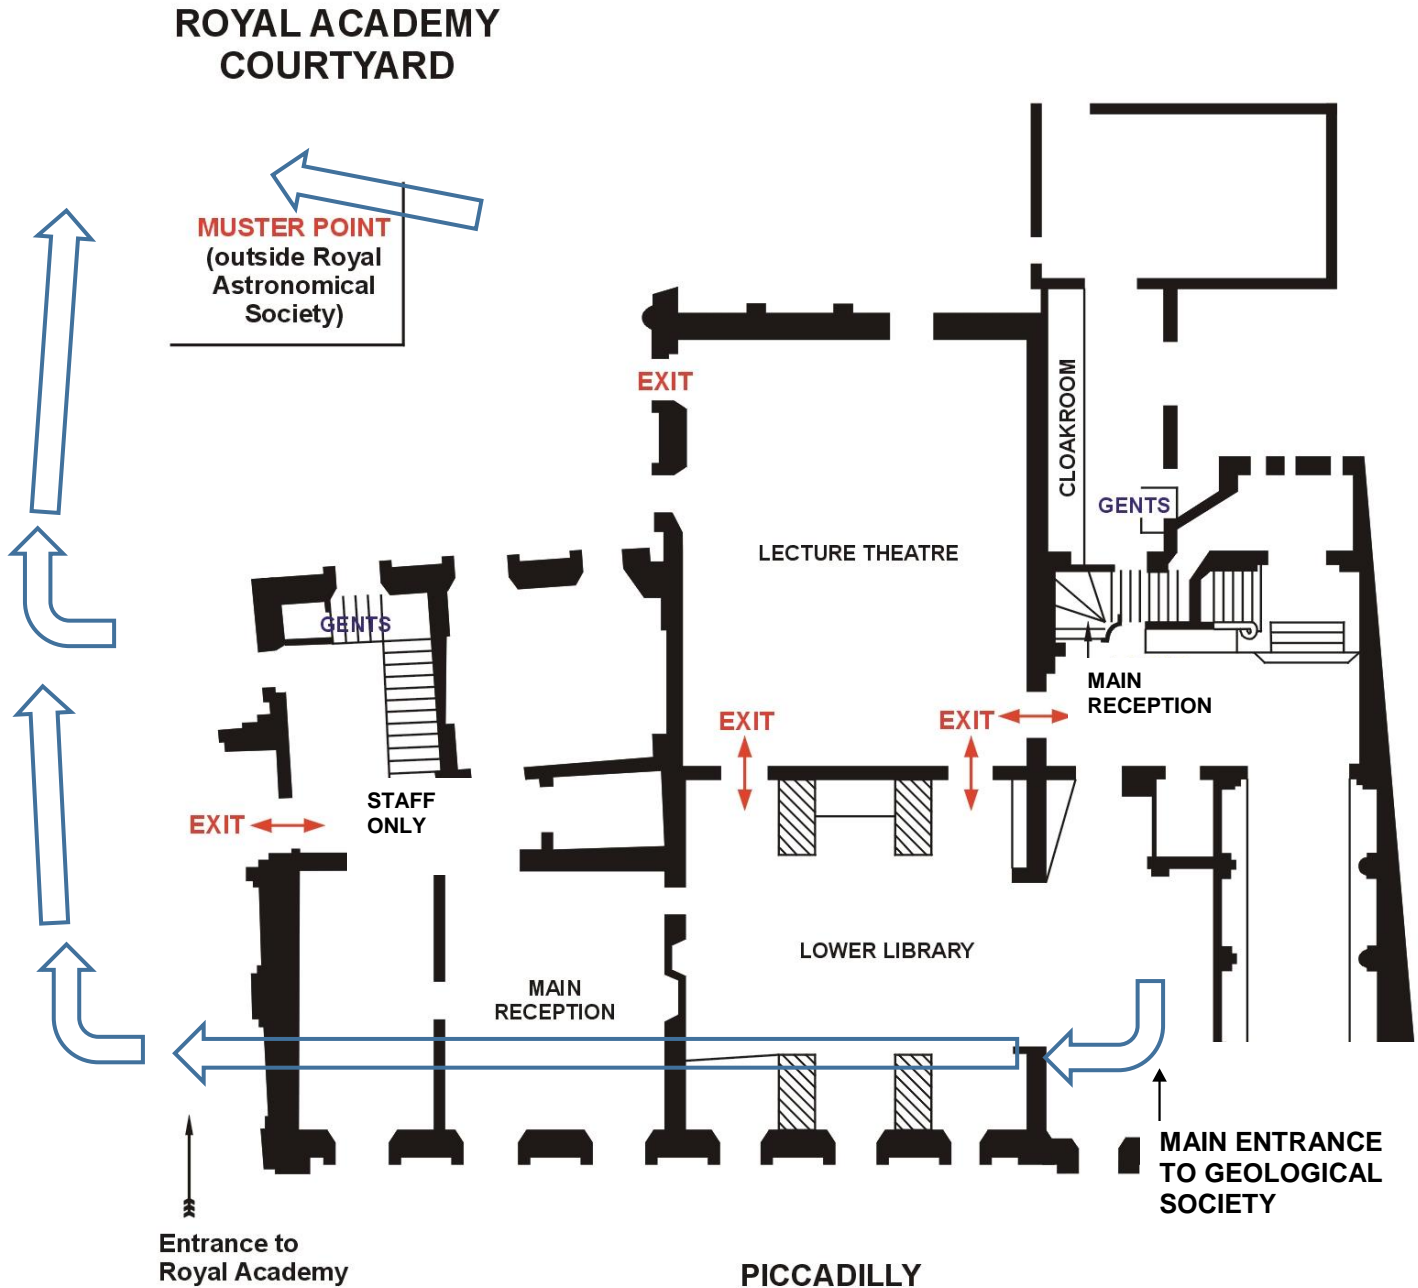 ROYAL ACADEMY
COURTYARD
MUSTER POINT
(outside Royal
Astronomical
Society)
EXIT
CLOAKROOM
GENTS
LECTURE THEATRE
GENTS
MAIN
RECEPTION
EXIT
EXIT
STAFF
ONLY
EXIT
LOWER LIBRARY
MAIN
RECEPTION
MAIN ENTRANCE
TO GEOLOGICAL
SOCIETY
Entrance to
Royal Academy
PICCADILLY